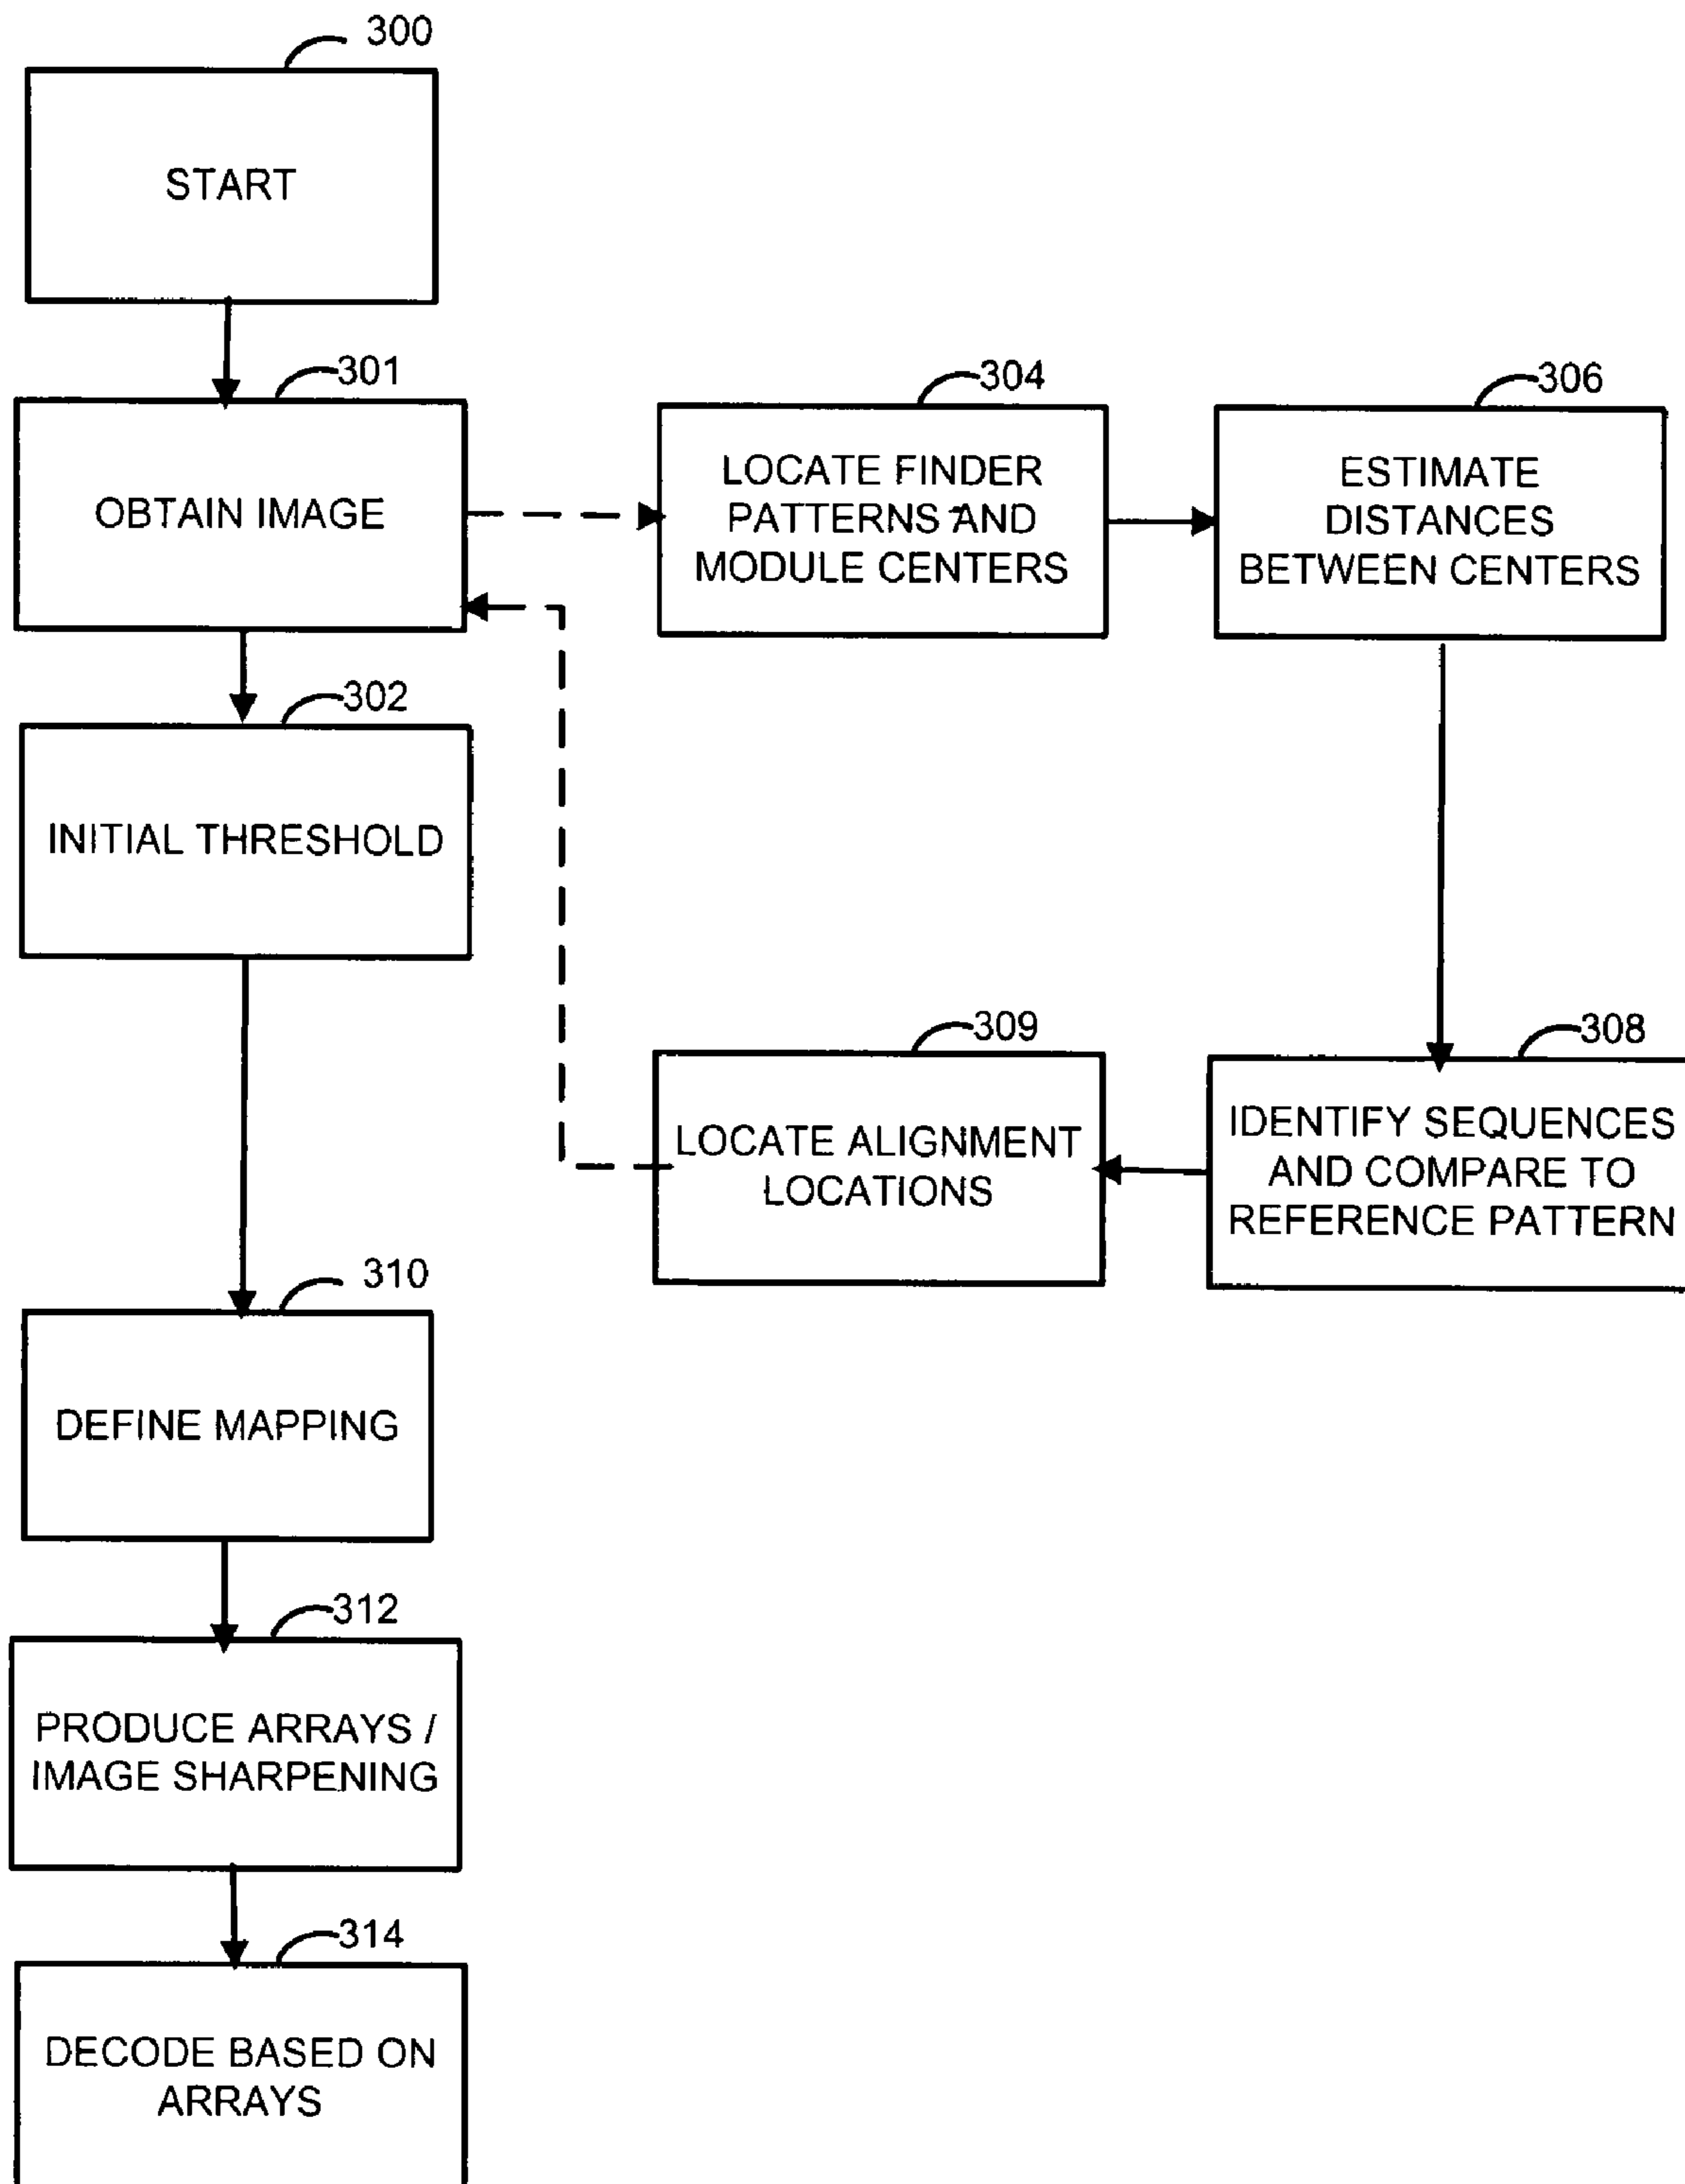 300
START
301
OBTAIN IMAGE
304
LOCATE FINDER
PATTERNS AND
MODULE CENTERS
306
ESTIMATE
DISTANCES
BETWEEN CENTERS
302
INITIAL THRESHOLD
309
LOCATE ALIGNMENT
LOCATIONS
308
IDENTIFY SEQUENCES
AND COMPARE TO
REFERENCE PATTERN
310
DEFINE MAPPING
312
PRODUCE ARRAYS /
IMAGE SHARPENING
314
DECODE BASED ON
ARRAYS